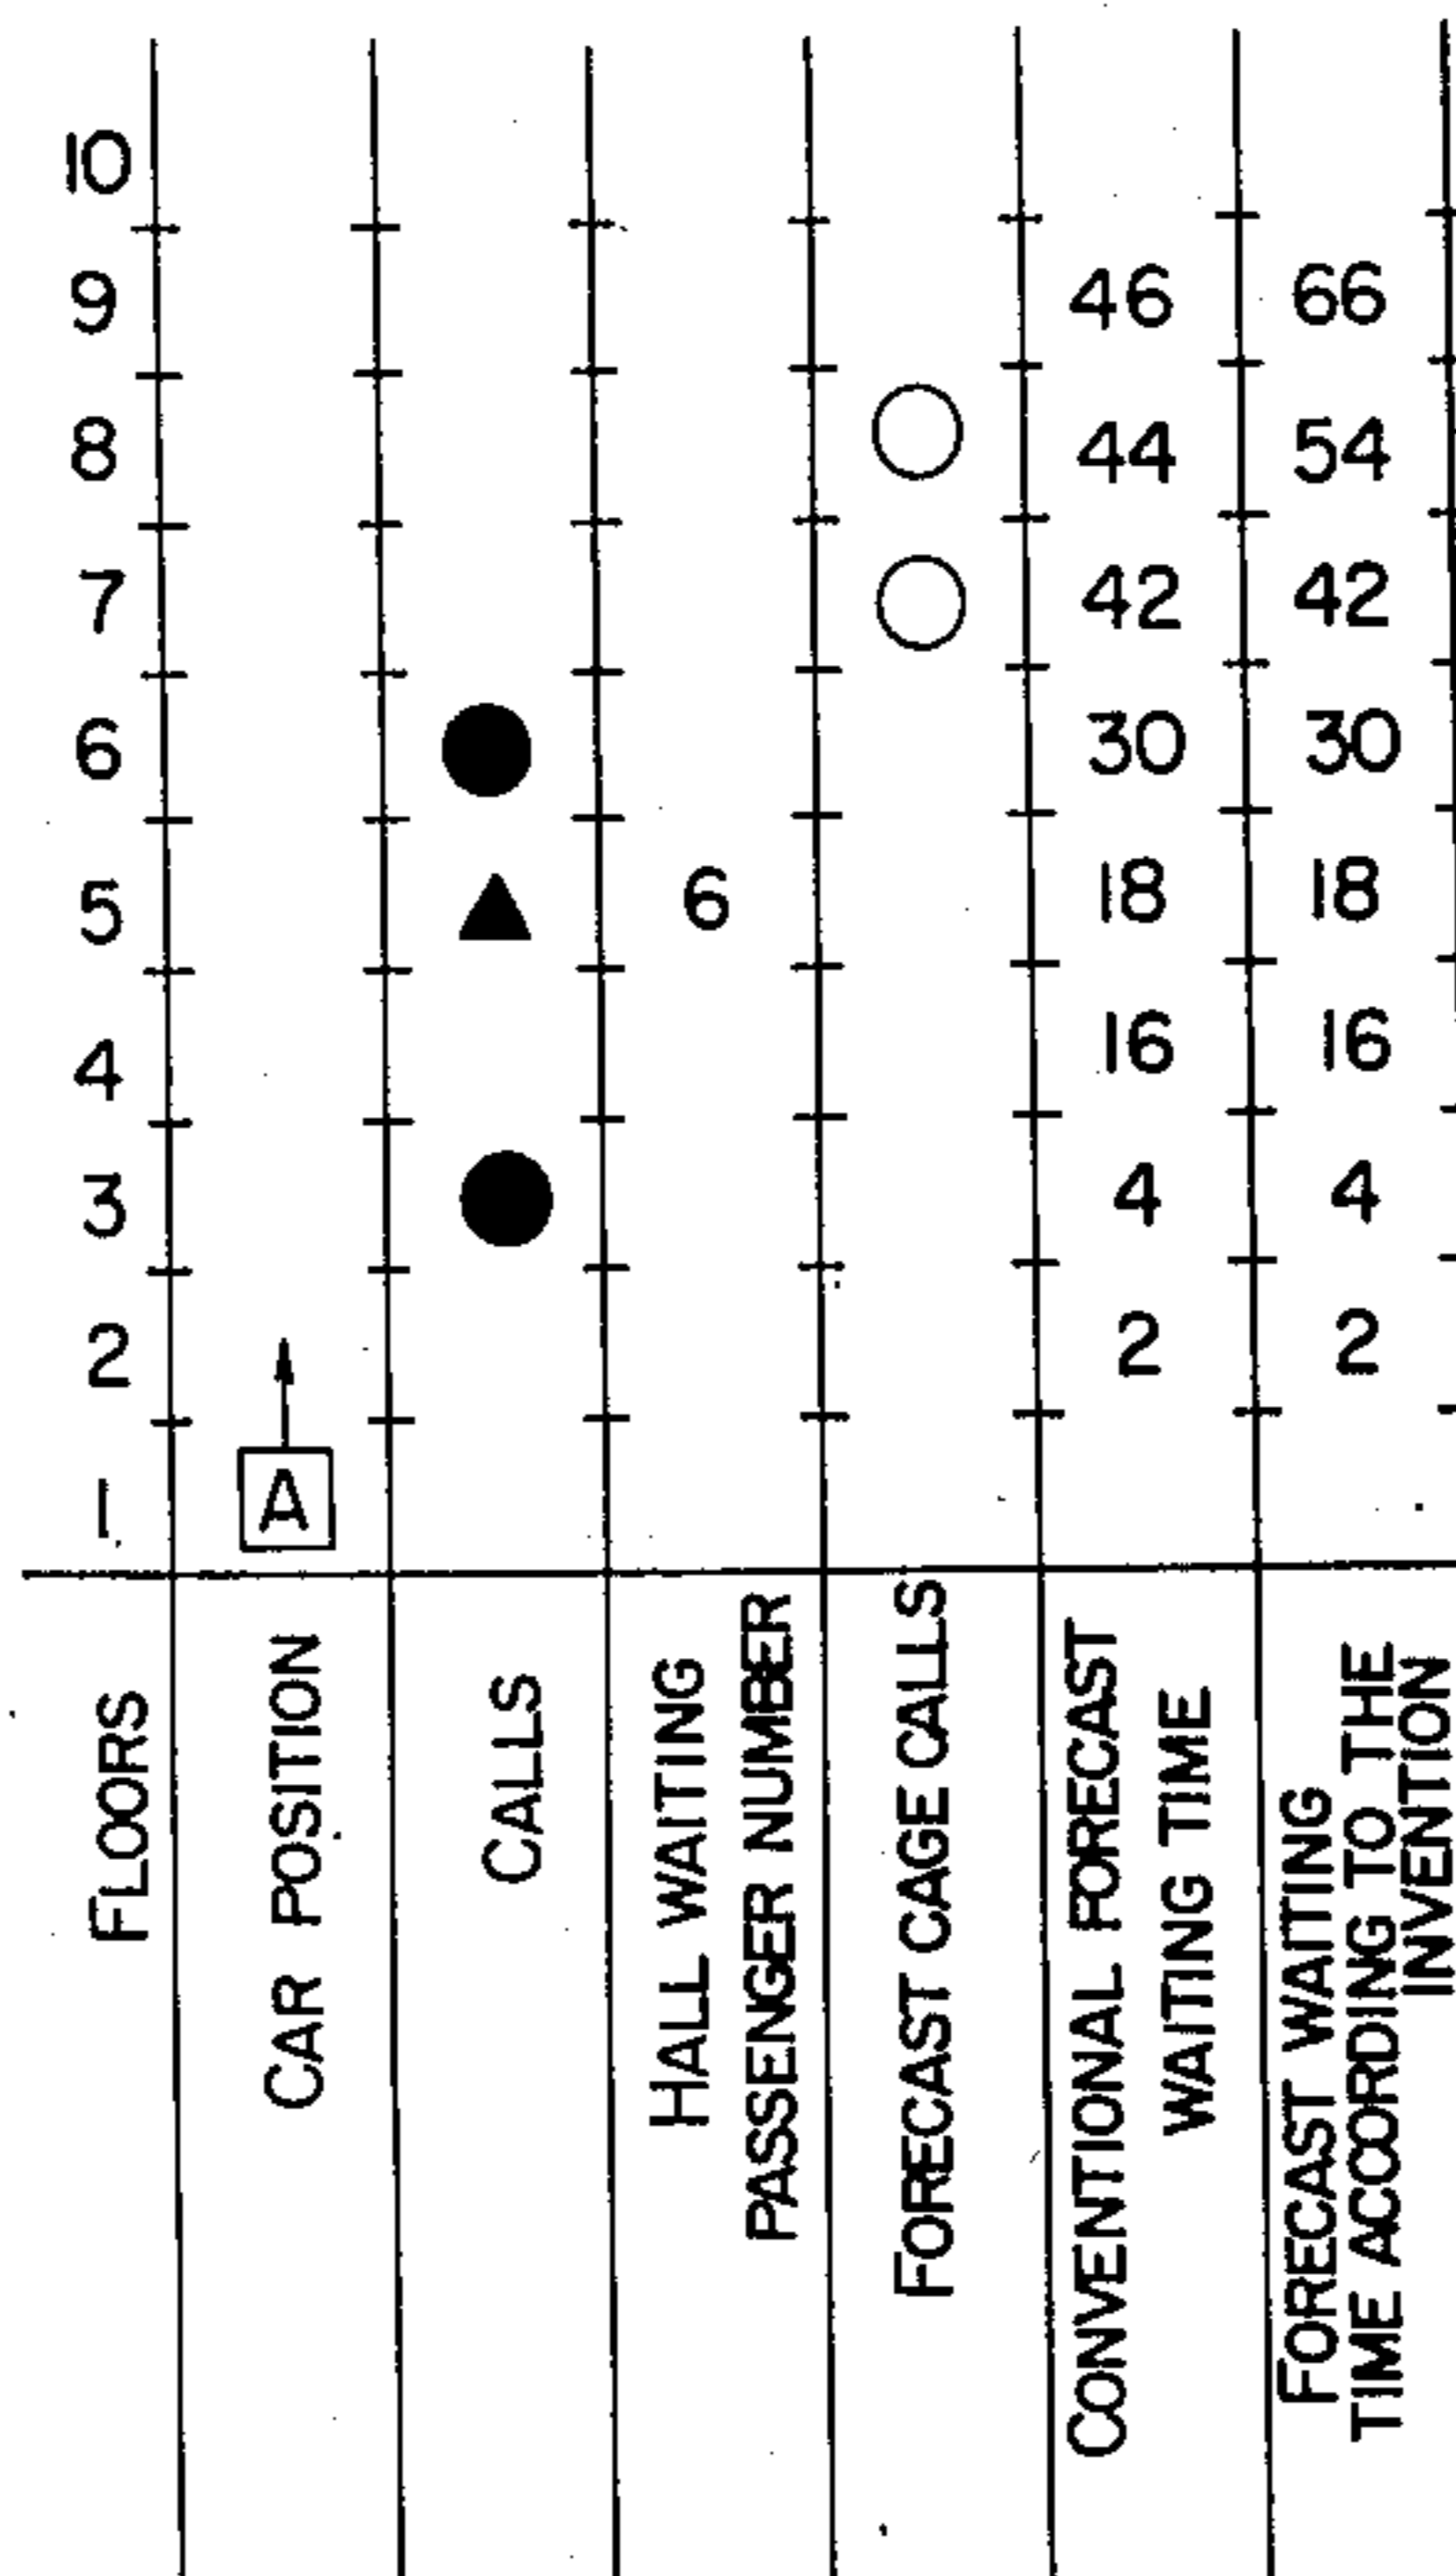 FLOORS 1 2 3 4 5 6 7 8 9 10
CAR POSITION A
CALLS
HALL WAITING
PASSENGER NUMBER 6
FORECAST CAGE CALLS
CONVENTIONAL FORECAST
WAITING TIME 2 4 16 18 30 42 44 46
FORECAST WAITING
TIME ACCORDING TO THE
INVENTION 2 4 16 18 30 42 54 66